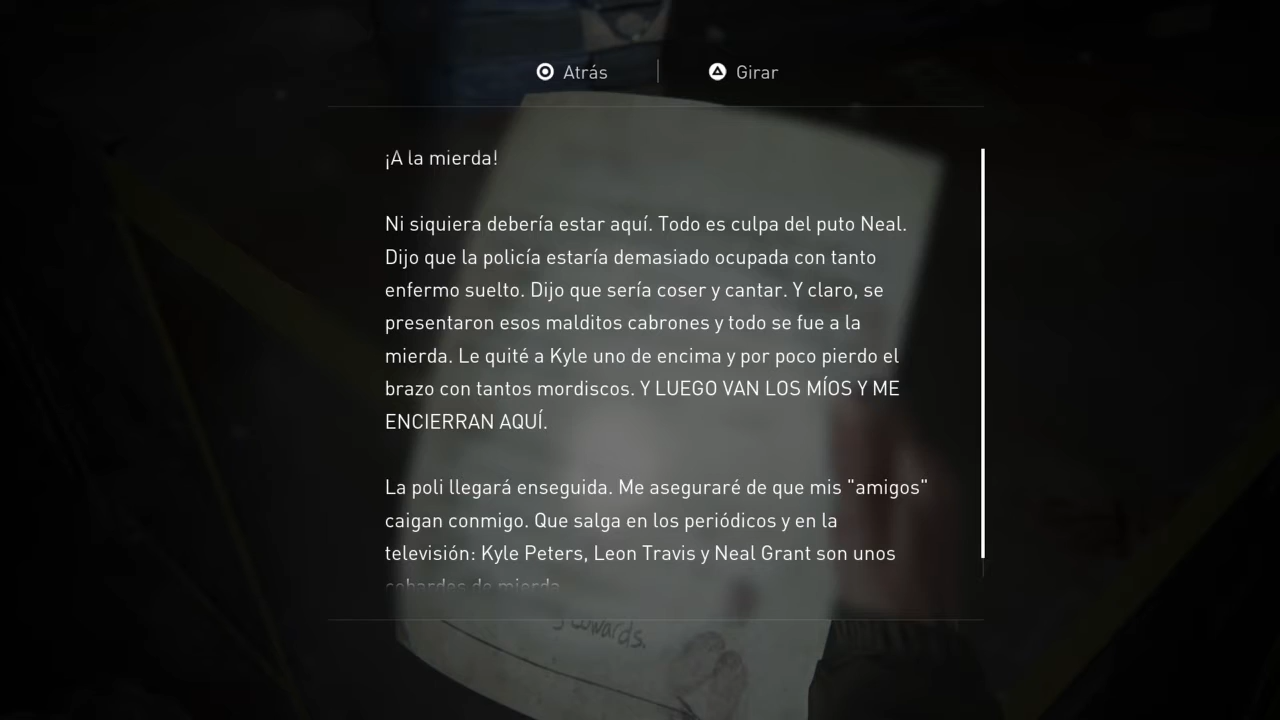 Atrás
Girar
¡A la mierda!
Ni siquiera debería estar aquí. Todo es culpa del puto Neal.
Dijo que la policía estaría demasiado ocupada con tanto
enfermo suelto. Dijo que sería coser y cantar. Y claro, se
presentaron esos malditos cabrones y todo se fue a la
mierda. Le quité a Kyle uno de encima y por poco pierdo el
brazo con tantos mordiscos. Y LUEGO VAN LOS MÍOS Y ME
ENCIERRAN AQUÍ.
La poli llegará enseguida. Me aseguraré de que mis "amigos"
caigan conmigo. Que salga en los periódicos y en la
televisión: Kyle Peters, Leon Travis y Neal Grant son unos
cobardes de mierda
cowards.